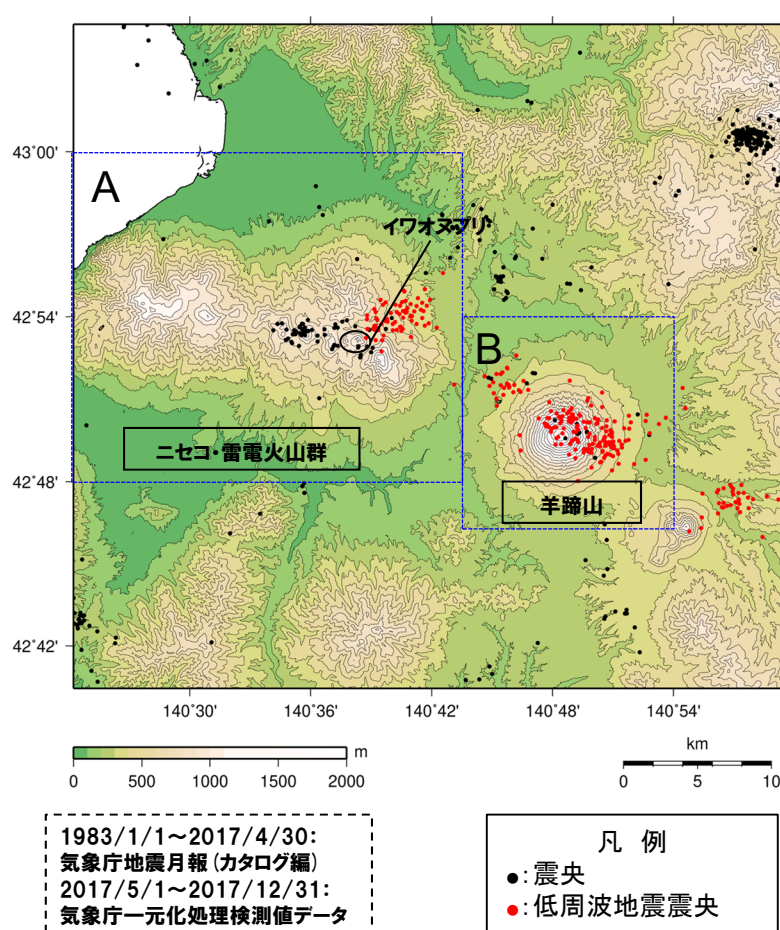 43°00'
A
イワオヌプリ
42°54'
B
ニセコ・雷電火山群
42°48'
羊蹄山
42°42'
140°30'
140°36'
140°42'
140°48'
140°54'
m
0
500
1000
1500
2000
km
0
5
10
1983/1/1～2017/4/30：
気象庁地震月報（カタログ編）
2017/5/1～2017/12/31：
気象庁一元化処理検測値データ
凡 例
●：震央
●：低周波地震震央